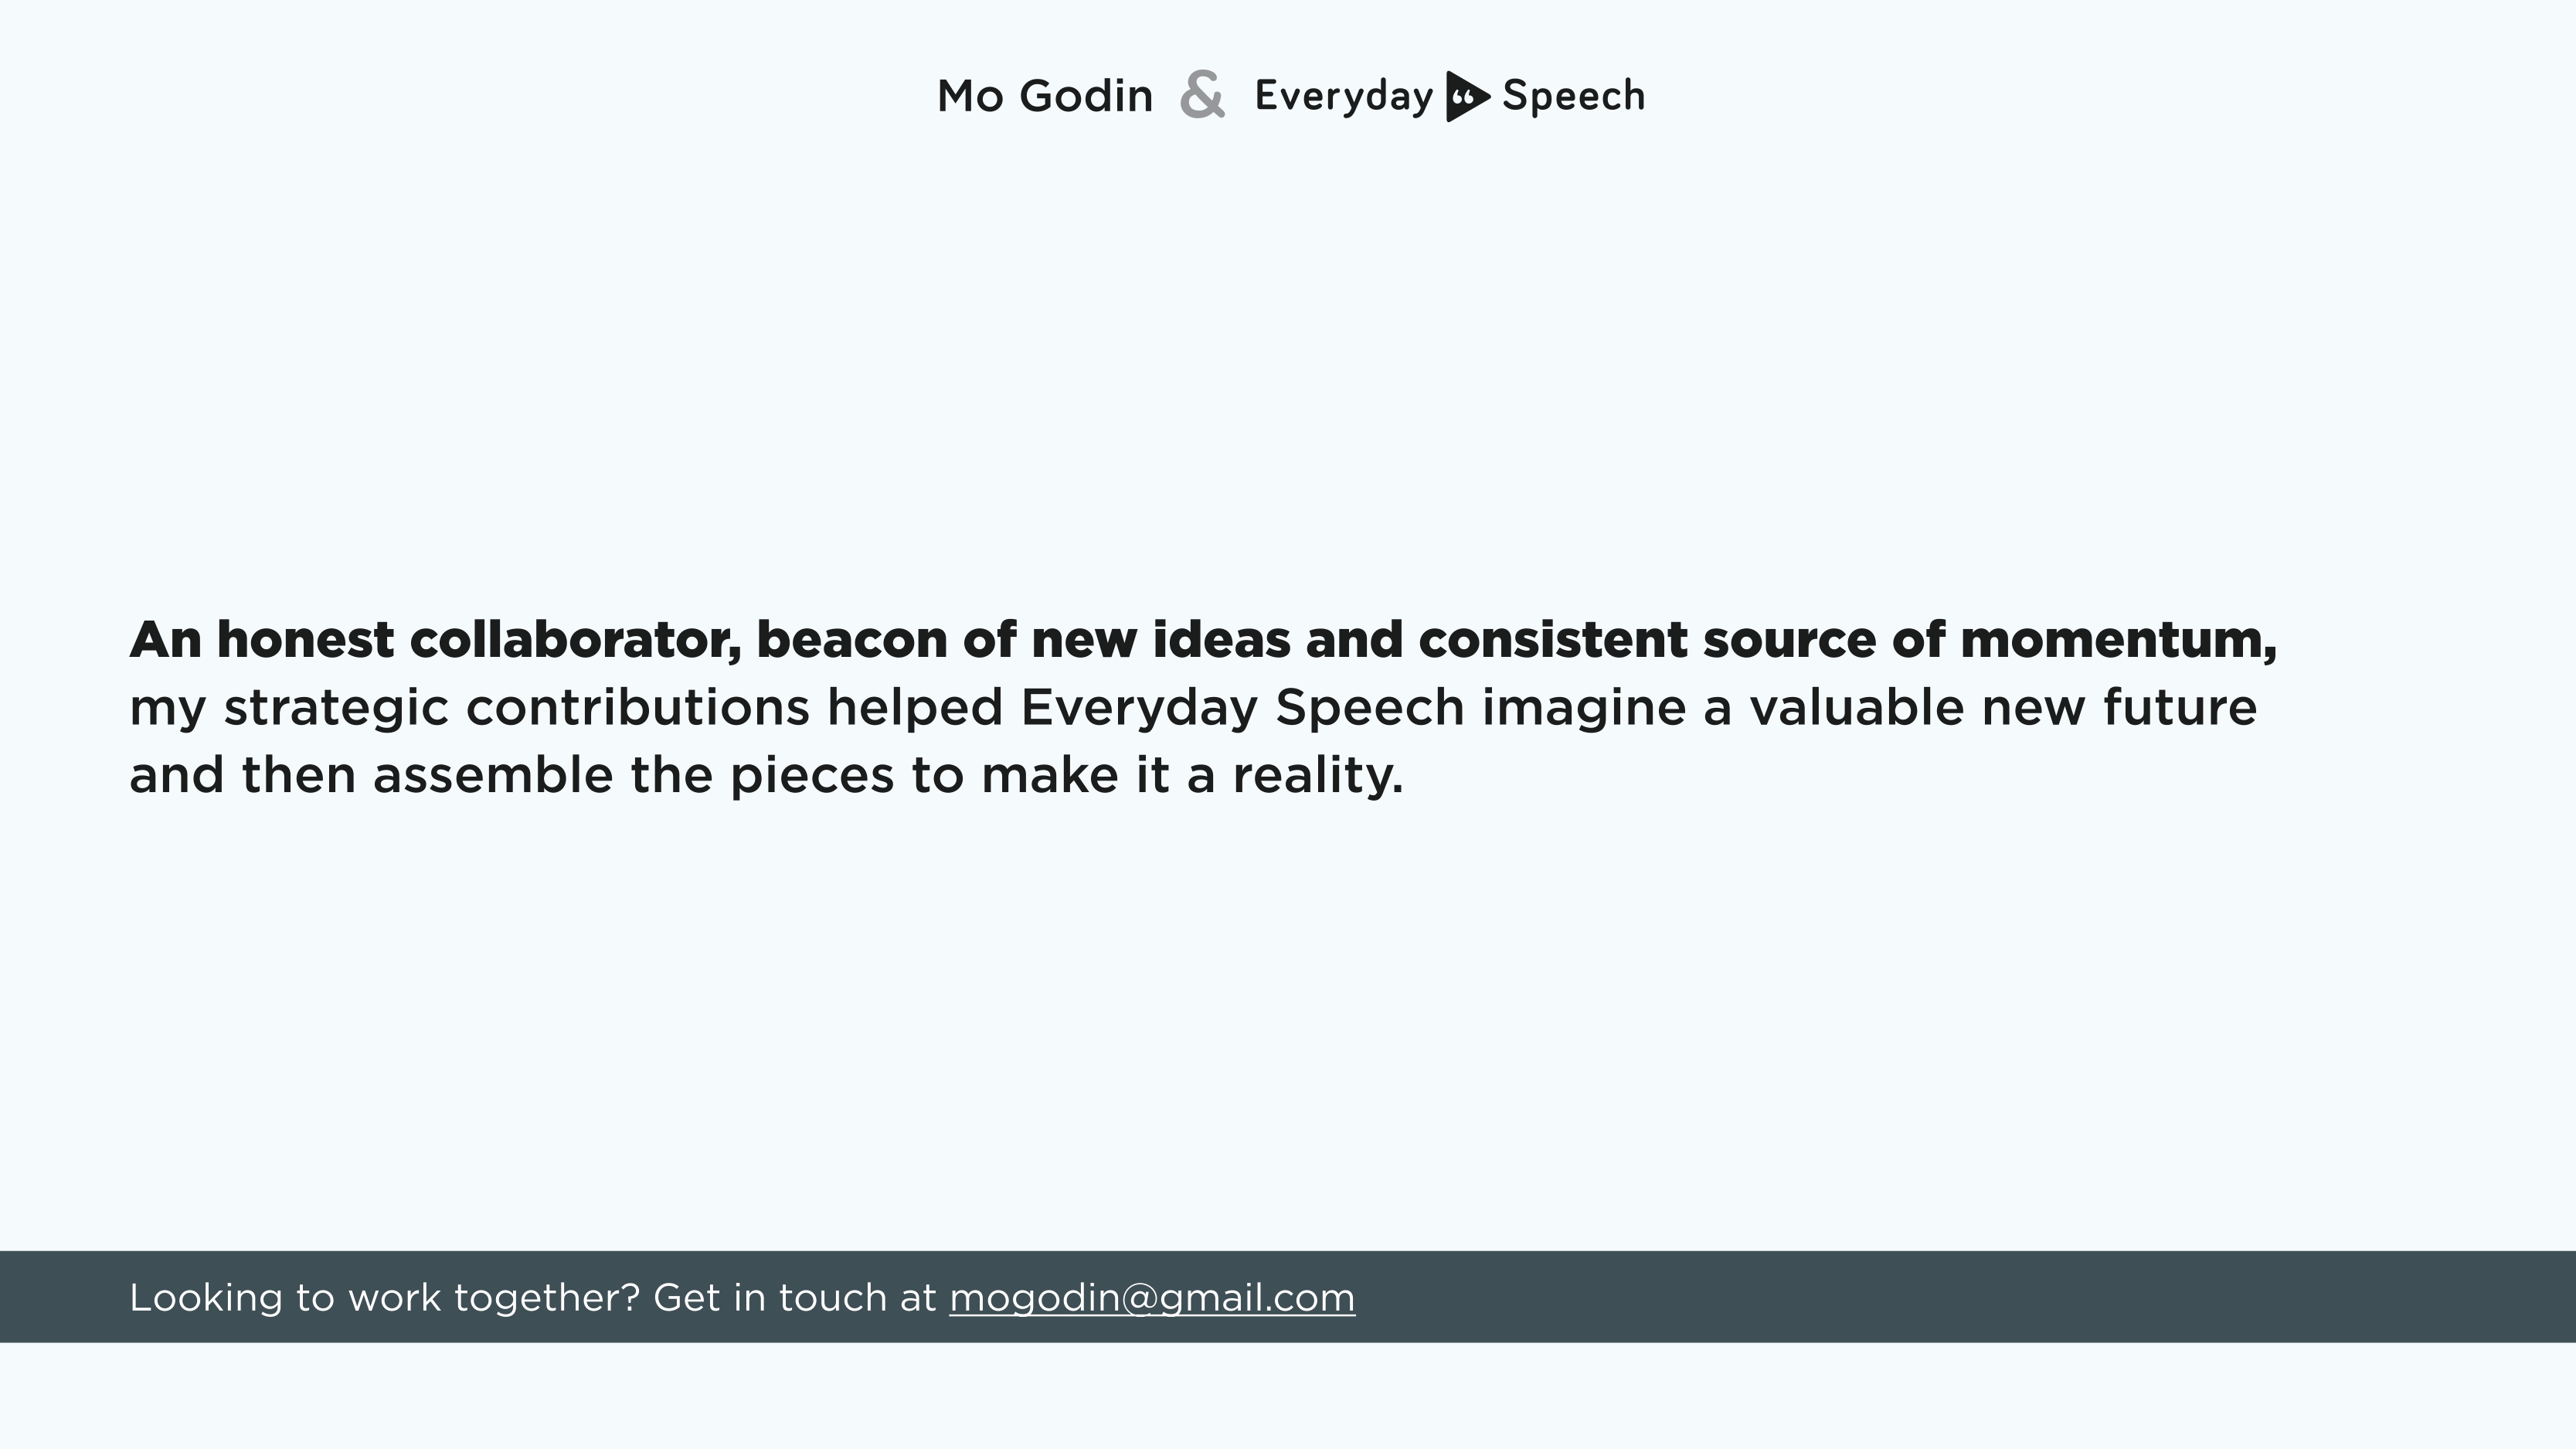 Mo Godin & Everyday Speech
An honest collaborator, beacon of new ideas and consistent source of momentum,
my strategic contributions helped Everyday Speech imagine a valuable new future
and then assemble the pieces to make it a reality.
Looking to work together? Get in touch at mogodin@gmail.com